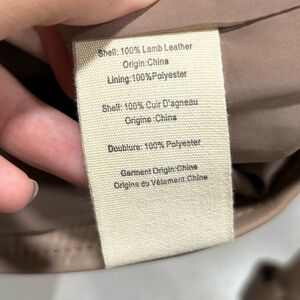 Shell: 100% Lamb Leather
Origin:China
Lining:100%Polyester
Shell: 100% Cuir D'agneau
Origine :China
Doublure: 100% Polyester
Garment Origin:Chine
Origine du Vêtement:Chine